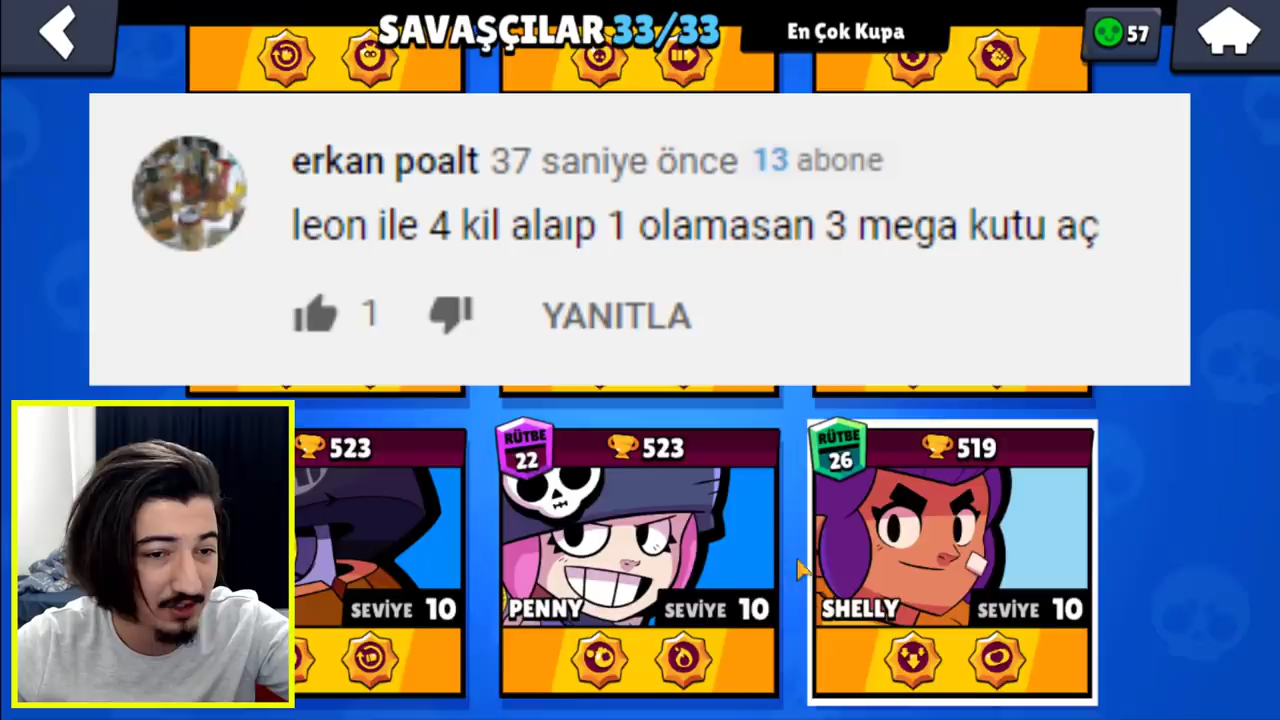 SAVAŞÇILAR 33/33
En Çok Kupa
57
erkan poalt 37 saniye önce 13 abone
leon ile 4 kil alaıp 1 olamasan 3 mega kutu aç
1
YANITLA
523
RÜTBE
22
523
RÜTBE
26
519
SEVİYE 10
PENNY
SEVİYE 10
SHELLY
SEVİYE 10